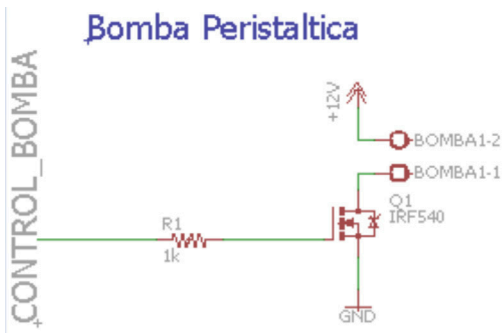 Bomba Peristaltica
CONTROL_BOMBA
+12V
BOMBA1-2
BOMBA1-1
Q1
IRF540
R1
1k
GND